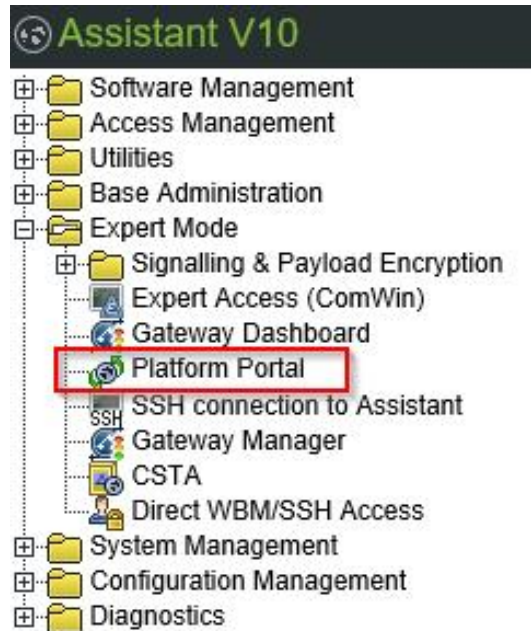 Assistant V10
Software Management
Access Management
Utilities
Base Administration
Expert Mode
Signalling & Payload Encryption
Expert Access (ComWin)
Gateway Dashboard
Platform Portal
SSH SSH connection to Assistant
Gateway Manager
CSTA
Direct WBM/SSH Access
System Management
Configuration Management
Diagnostics